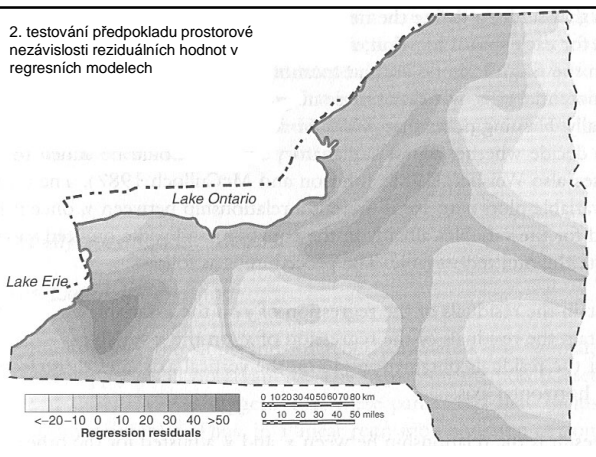 2. testování předpokladu prostorové
nezávislosti reziduálních hodnot v
regresních modelech
Lake Ontario
Lake Erie
<–20–10 0 10 20 30 40 >50
Regression residuals
0 10 20 30 40 50 60 70 80 km
0 10 20 30 40 50 miles